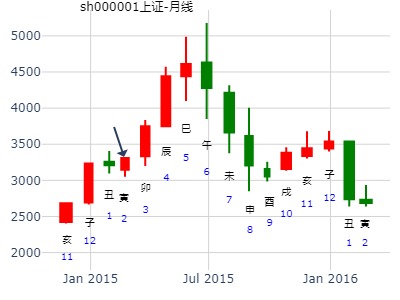 sh000001上证-月线
5000
4500
4000
3500
3000
2500
2000
亥
11
子
12
丑
1
寅
2
卯
3
辰
4
巳
5
午
6
未
7
申
8
酉
9
戌
10
亥
11
子
12
丑
1
寅
2
Jan 2015
Jul 2015
Jan 2016